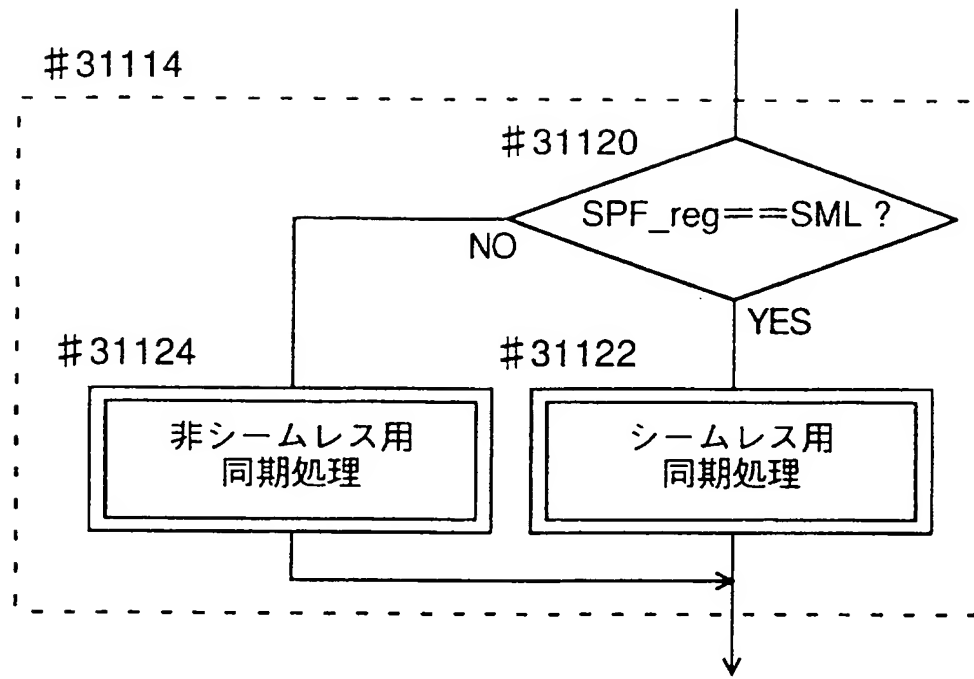 #31114
#31120
SPF_reg==SML ?
NO
YES
#31124
#31122
非シームレス用
同期処理
シームレス用
同期処理